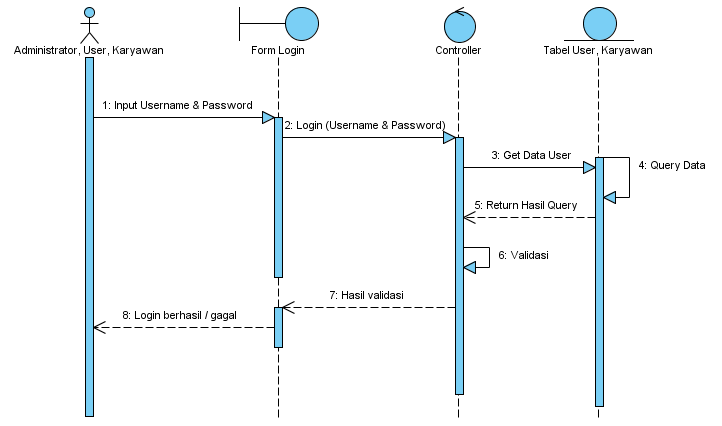 Administrator, User, Karyawan
Form Login
Controller
Tabel User, Karyawan
1: Input Username & Password
2: Login (Username & Password)
3: Get Data User
4: Query Data
5: Return Hasil Query
6: Validasi
7: Hasil validasi
8: Login berhasil / gagal